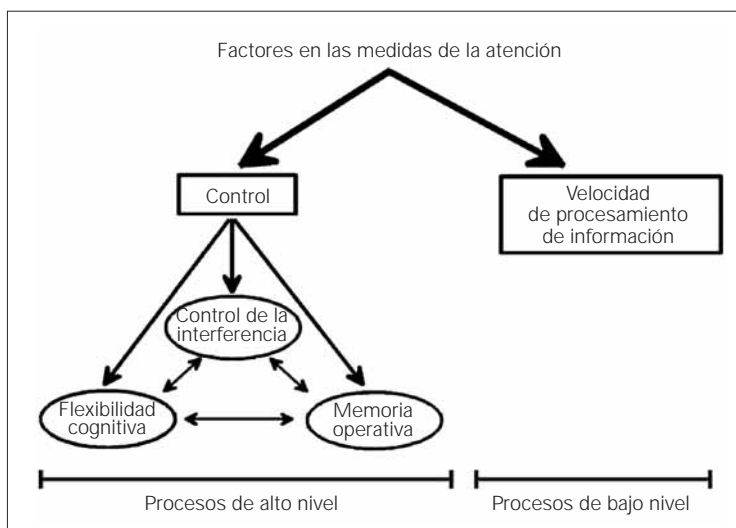 Factores en las medidas de la atención
Control
Velocidad
de procesamiento
de información
Control de la
interferencia
Flexibilidad
cognitiva
Memoria
operativa
Procesos de alto nivel
Procesos de bajo nivel